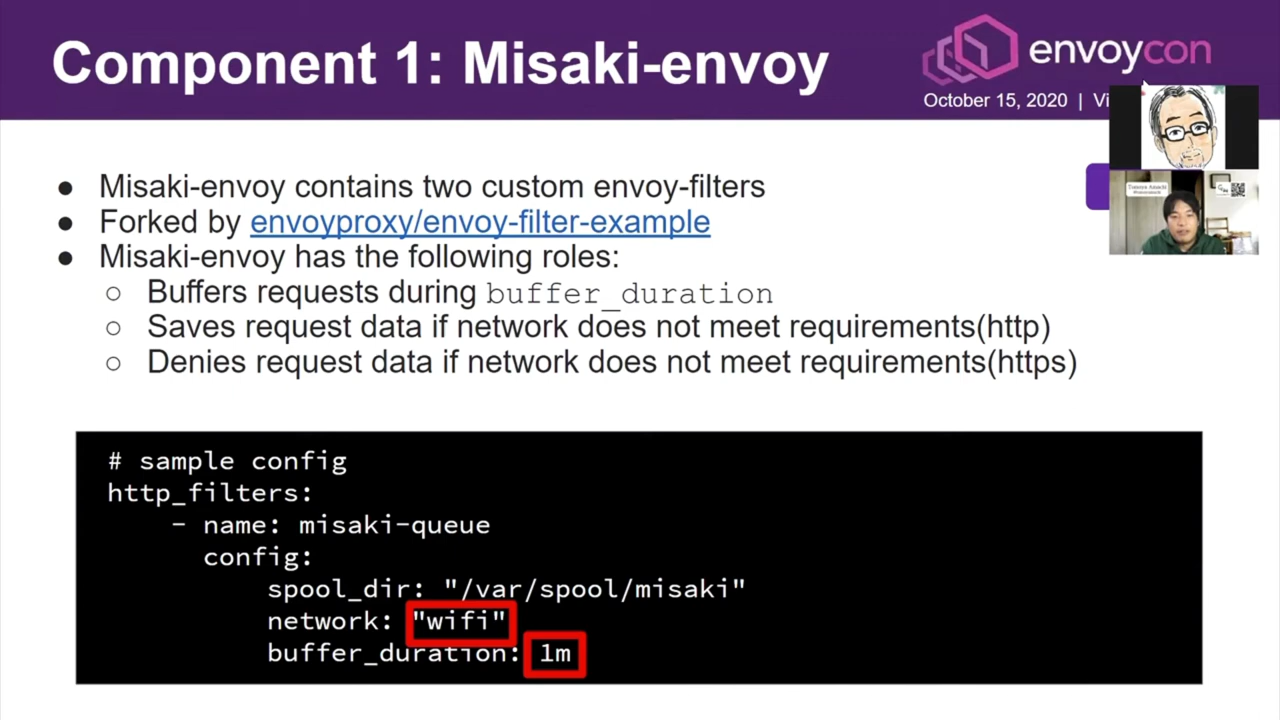 Component 1: Misaki-envoy
envoycon
October 15, 2020 | Vi
● Misaki-envoy contains two custom envoy-filters
● Forked by envoyproxy/envoy-filter-example
● Misaki-envoy has the following roles:
○ Buffers requests during buffer_duration
○ Saves request data if network does not meet requirements(http)
○ Denies request data if network does not meet requirements(https)
# sample config
http_filters:
- name: misaki-queue
config:
spool_dir: "/var/spool/misaki"
network: "wifi"
buffer_duration: 1m